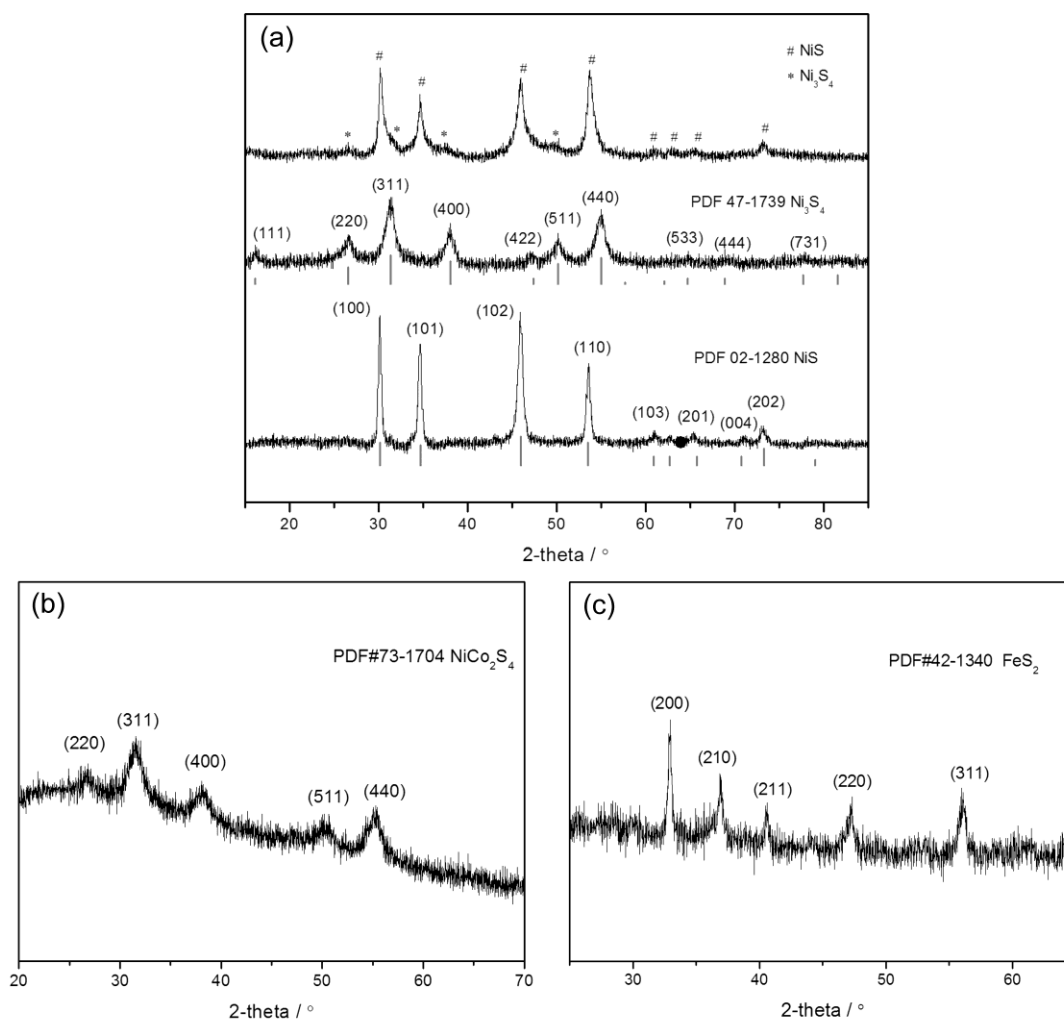 (a)
# NiS
* Ni₃S₄
# # # #
* * * *
# # # #
PDF 47-1739 Ni₃S₄
(111) (220) (311) (400) (422) (511) (440) (533) (444) (731)
PDF 02-1280 NiS
(100) (101) (102) (110) (103) (201) (004) (202)
20 30 40 50 60 70 80
2-theta / °
(b)
PDF#73-1704 NiCo₂S₄
(220) (311) (400) (511) (440)
20 30 40 50 60 70
2-theta / °
(c)
PDF#42-1340 FeS₂
(200) (210) (211) (220) (311)
30 40 50 60
2-theta / °